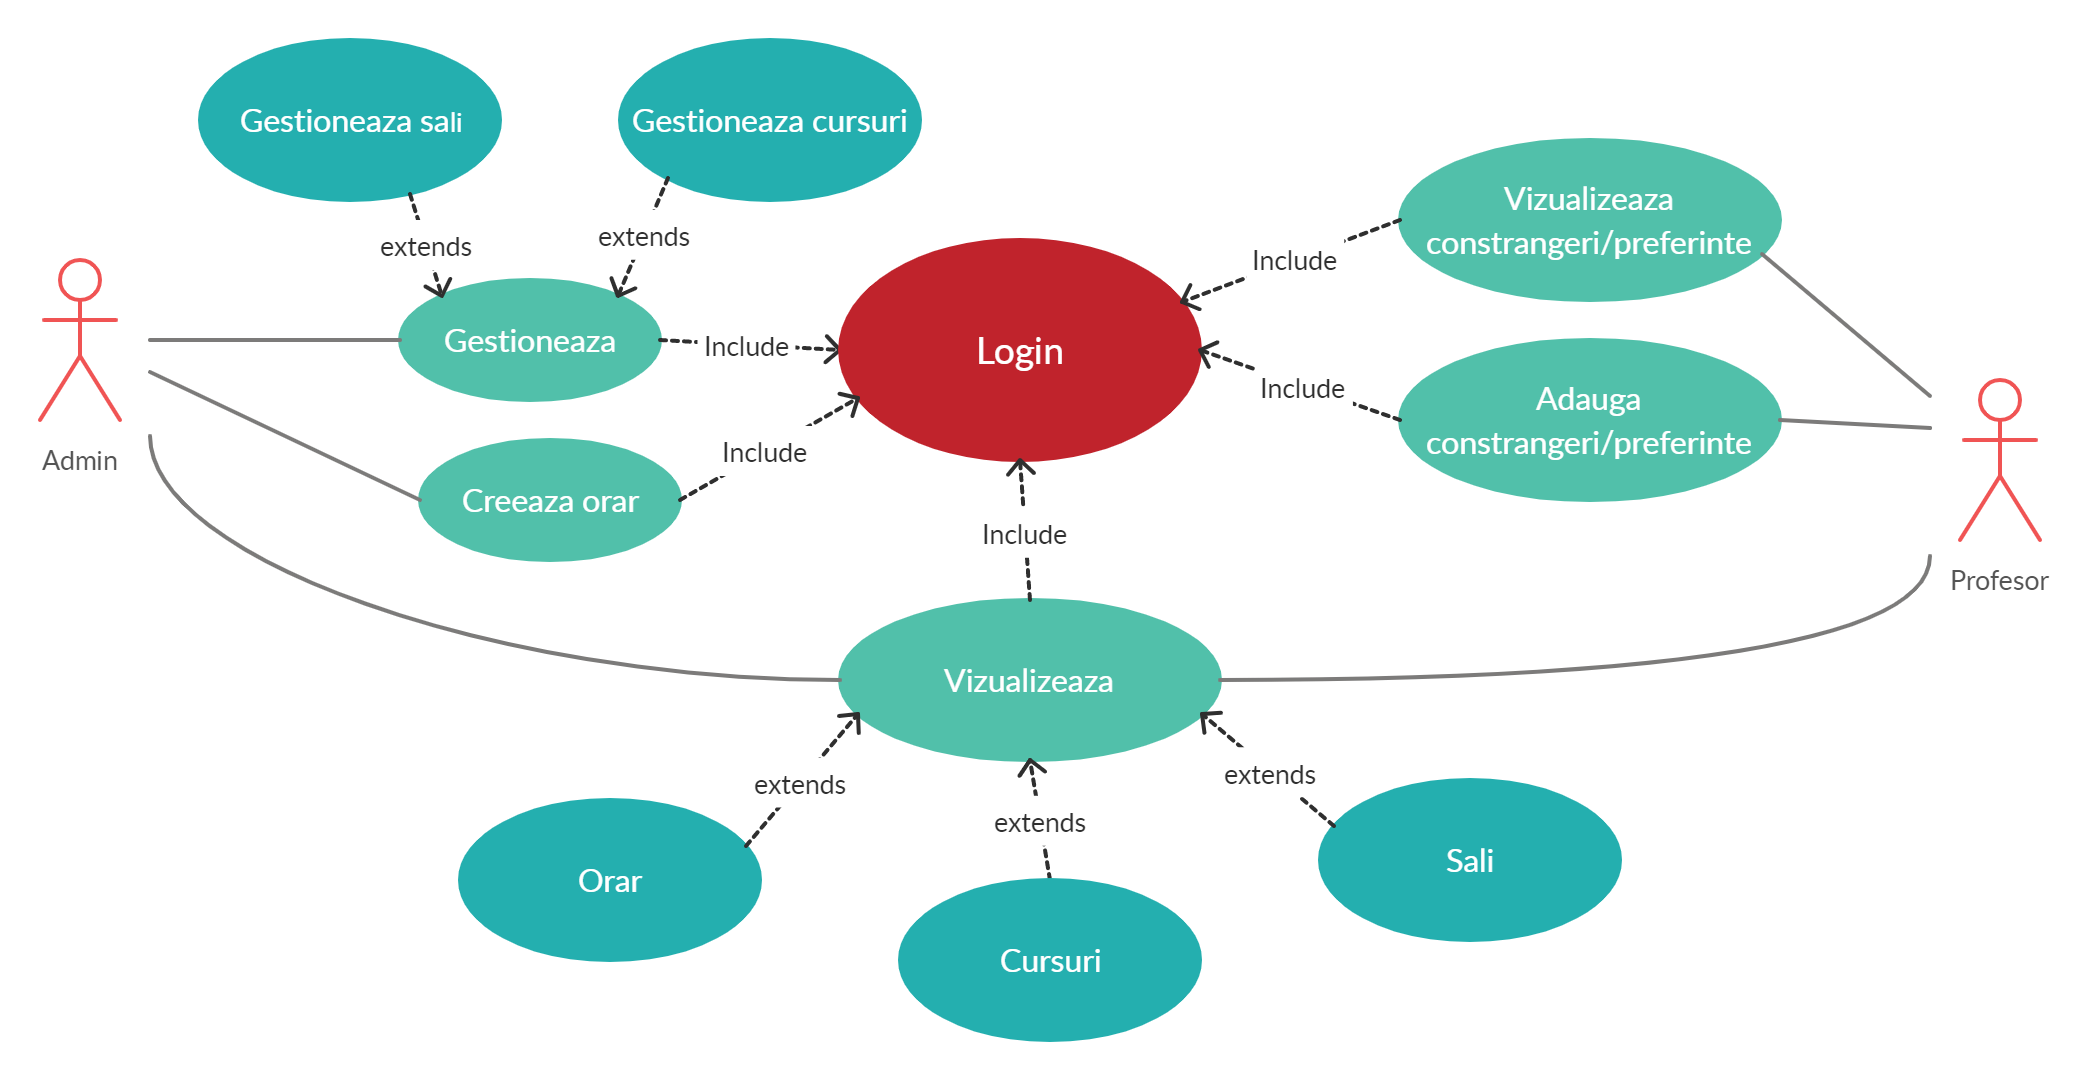 Gestioneaza sali
Gestioneaza cursuri
extends
extends
Vizualizeaza
constrangeri/preferinte
Include
Gestioneaza
Include
Login
Include
Adauga
constrangeri/preferinte
Admin
Include
Creeaza orar
Include
Profesor
Vizualizeaza
extends
extends
extends
Orar
Cursuri
Sali